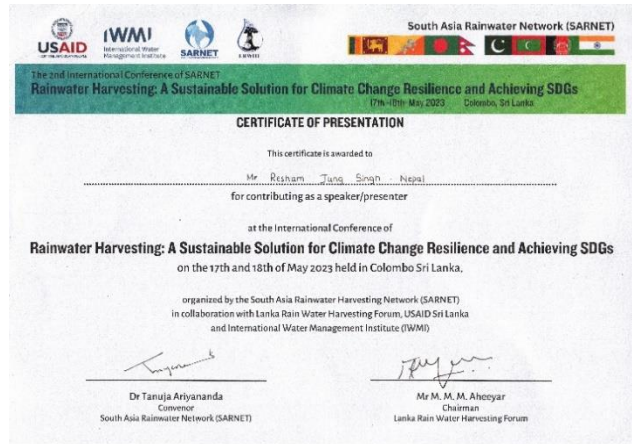 USAID
IWMI
International Water
Management Institute
SARNET
South Asia Rainwater Network (SARNET)
The 2nd International Conference of SARNET
Rainwater Harvesting: A Sustainable Solution for Climate Change Resilience and Achieving SDGs
17th -18th May 2023 Colombo, Sri Lanka
CERTIFICATE OF PRESENTATION
This certificate is awarded to
Mr Resham Jung Singh - Nepal
for contributing as a speaker/presenter
at the International Conference of
Rainwater Harvesting: A Sustainable Solution for Climate Change Resilience and Achieving SDGs
on the 17th and 18th of May 2023 held in Colombo Sri Lanka,
organized by the South Asia Rainwater Harvesting Network (SARNET)
in collaboration with Lanka Rain Water Harvesting Forum, USAID Sri Lanka
and International Water Management Institute (IWMI)
Dr Tanuja Ariyananda
Convenor
South Asia Rainwater Network (SARNET)
Mr M. M. M. Aheeyar
Chairman
Lanka Rain Water Harvesting Forum